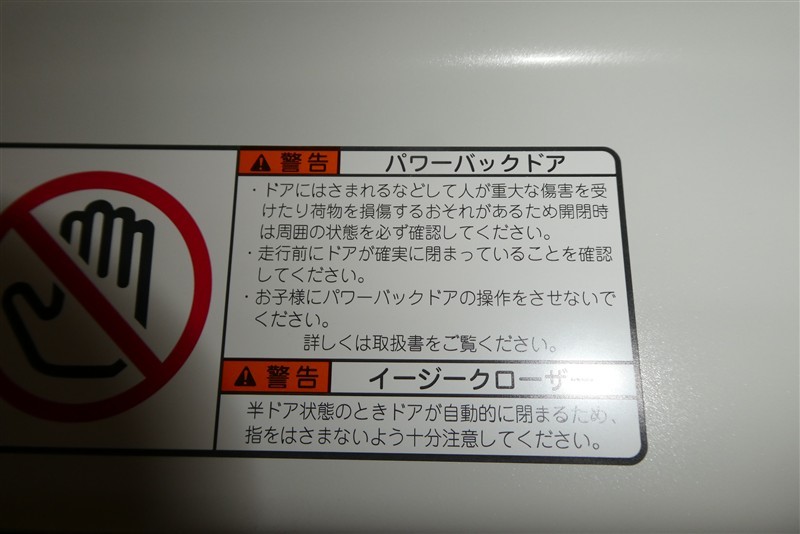 警告 パワーバックドア
・ドアにはさまれるなどして人が重大な傷害を受
けたり荷物を損傷するおそれがあるため開閉時
は周囲の状態を必ず確認してください。
・走行前にドアが確実に閉まっていることを確認
してください。
・お子様にパワーバックドアの操作をさせないで
ください。
詳しくは取扱書をご覧ください。
警告 イージークローザー
半ドア状態のときドアが自動的に閉まるため、
指をはさまないよう十分注意してください。